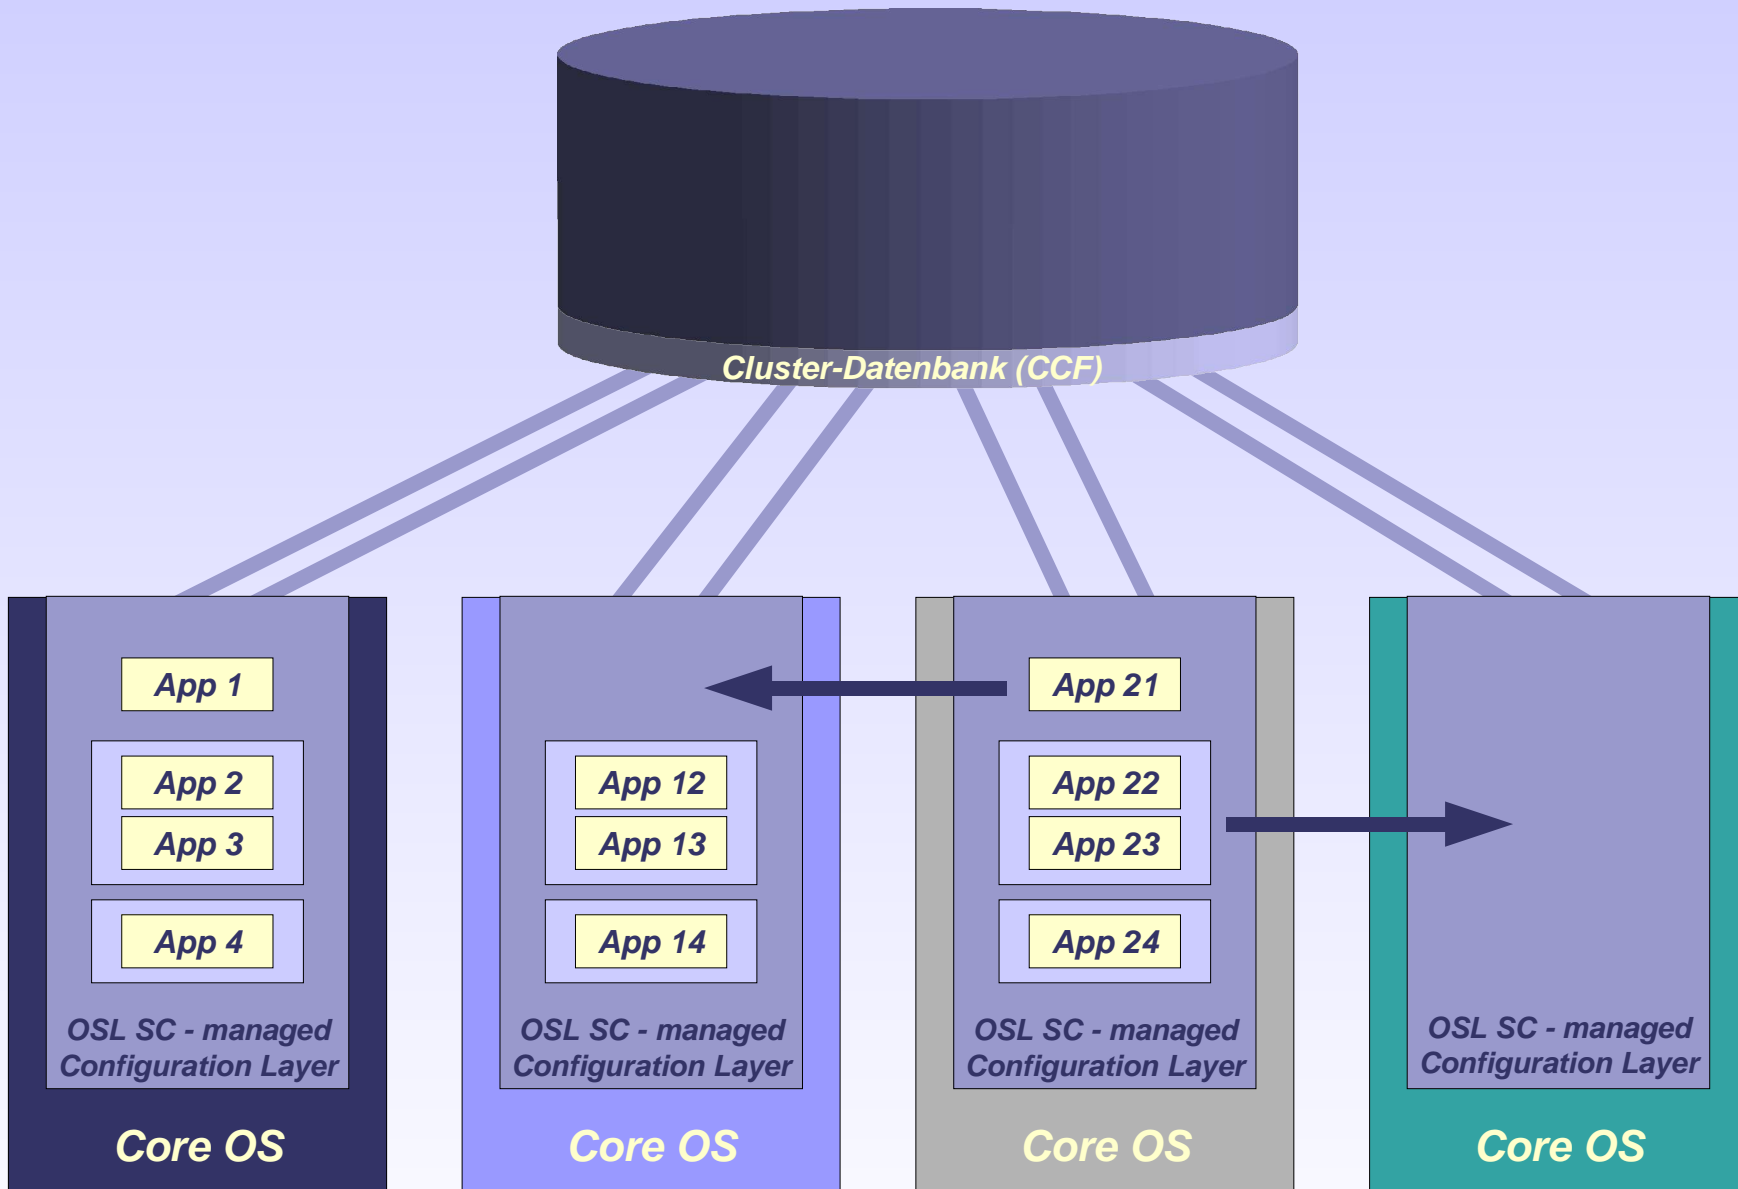 Cluster-Datenbank (CCF)
App 1
App 2
App 3
App 4
OSL SC - managed
Configuration Layer
Core OS
App 12
App 13
App 14
OSL SC - managed
Configuration Layer
Core OS
App 21
App 22
App 23
App 24
OSL SC - managed
Configuration Layer
Core OS
OSL SC - managed
Configuration Layer
Core OS